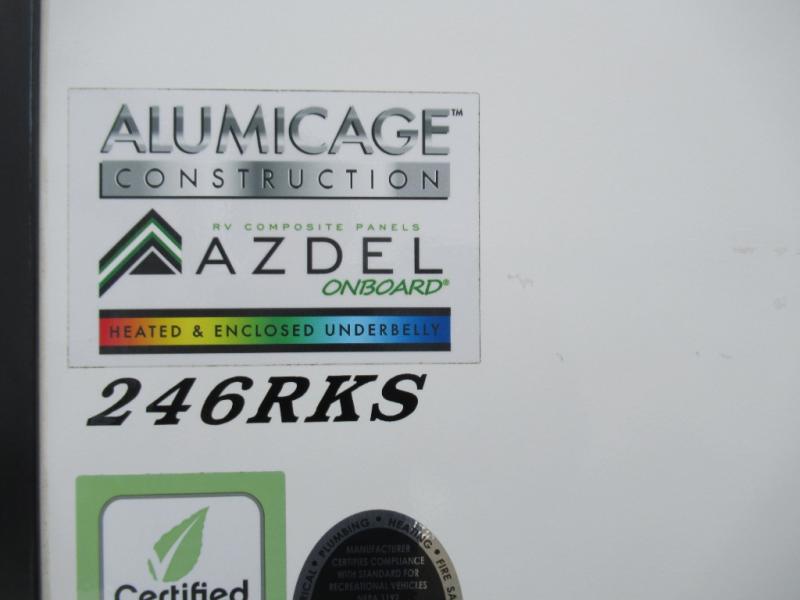 ALUMICAGE™
CONSTRUCTION
RV COMPOSITE PANELS
AZDEL
ONBOARD®
HEATED & ENCLOSED UNDERBELLY
246RKS
Certified
PLUMBING • HEATING • FIRE
MANUFACTURER
CERTIFIES COMPLIANCE
WITH STANDARD FOR
RECREATIONAL VEHICLES